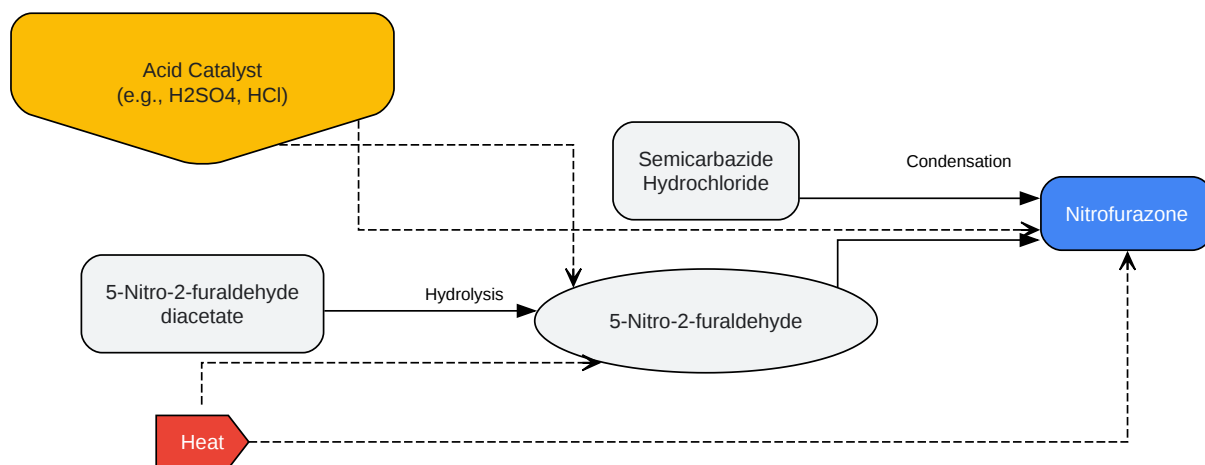 Acid Catalyst
(e.g., H2SO4, HCl)
Semicarbazide
Hydrochloride
Condensation
Nitrofurazone
5-Nitro-2-furaldehyde
diacetate
Hydrolysis
5-Nitro-2-furaldehyde
Heat